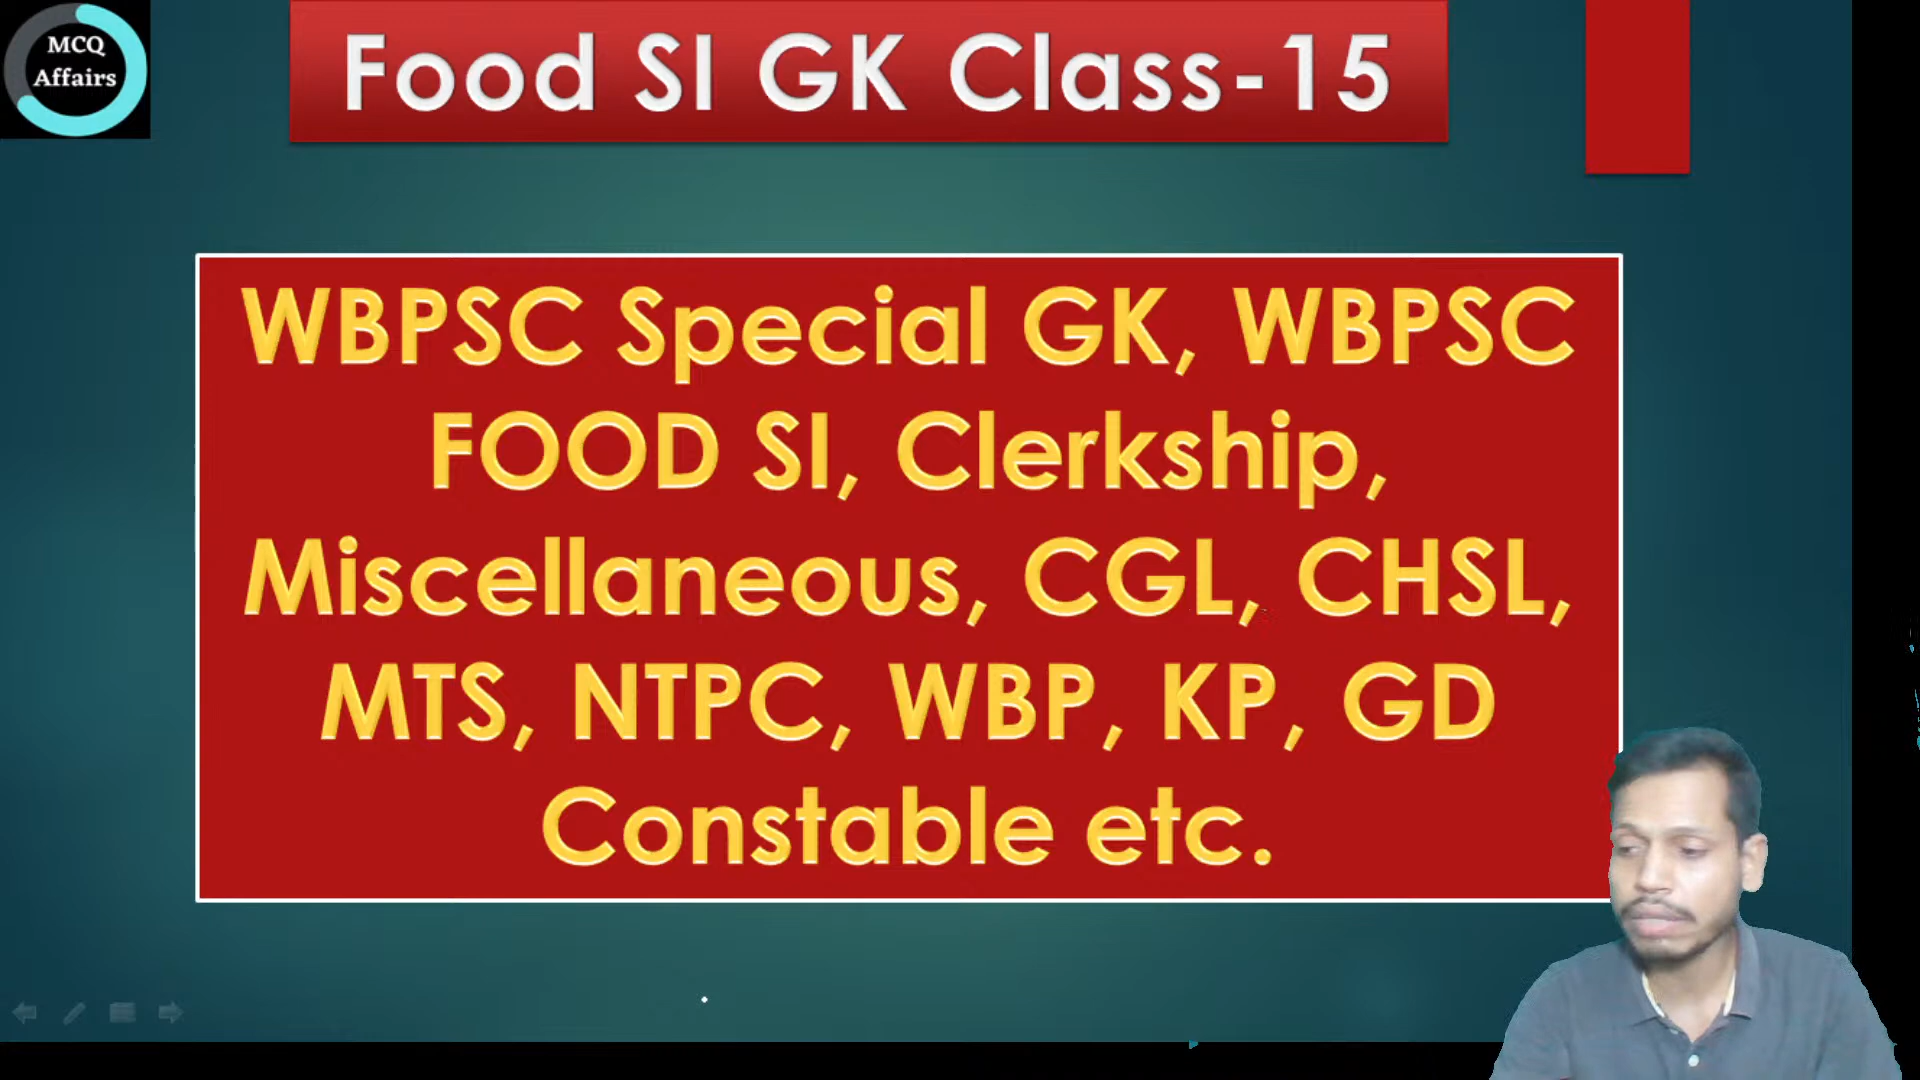 MCQ
Affairs
Food SI GK Class-15
WBPSC Special GK, WBPSC
FOOD SI, Clerkship,
Miscellaneous, CGL, CHSL,
MTS, NTPC, WBP, KP, GD
Constable etc.